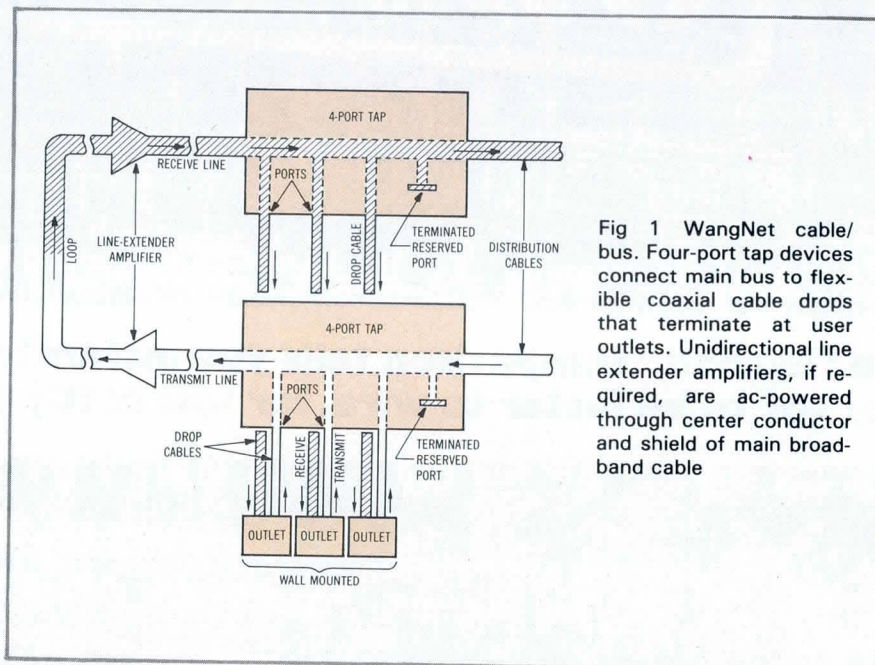 4-PORT TAP
RECEIVE LINE
PORTS
DROP CABLE
TERMINATED
RESERVED
PORT
DISTRIBUTION
CABLES
LOOP
LINE-EXTENDER
AMPLIFIER
4-PORT TAP
TRANSMIT LINE
PORTS
DROP
CABLES
RECEIVE
TRANSMIT
TERMINATED
RESERVED
PORT
OUTLET OUTLET OUTLET
WALL MOUNTED
Fig 1 WangNet cable/
bus. Four-port tap devices
connect main bus to flex-
ible coaxial cable drops
that terminate at user
outlets. Unidirectional line
extender amplifiers, if re-
quired, are ac-powered
through center conductor
and shield of main broad-
band cable